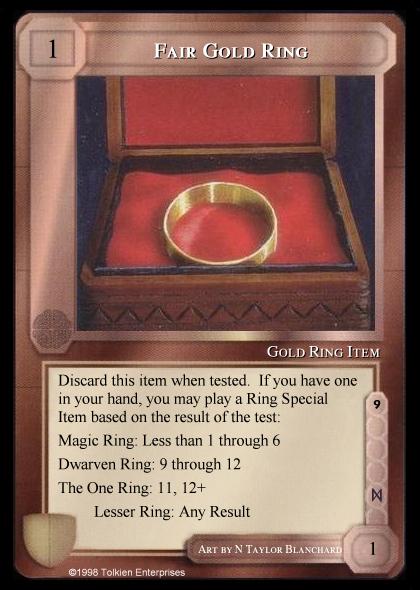 1
FAIR GOLD RING
GOLD RING ITEM
Discard this item when tested. If you have one
in your hand, you may play a Ring Special
Item based on the result of the test:
Magic Ring: Less than 1 through 6
Dwarven Ring: 9 through 12
The One Ring: 11, 12+
Lesser Ring: Any Result
9
ART BY N TAYLOR BLANCHARD
1
©1998 Tolkien Enterprises